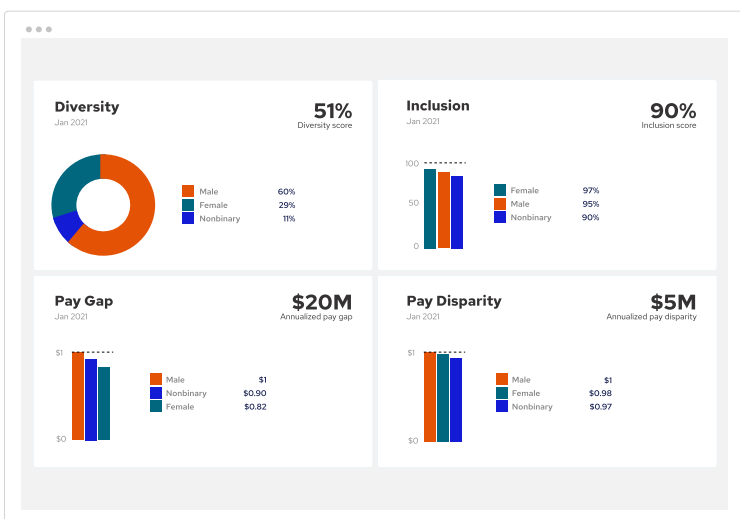 Diversity
Jan 2021
51%
Diversity score
Male 60%
Female 29%
Nonbinary 11%
Inclusion
Jan 2021
90%
Inclusion score
100
50
0
Female 97%
Male 95%
Nonbinary 90%
Pay Gap
Jan 2021
$20M
Annualized pay gap
$1
$0
Male $1
Nonbinary $0.90
Female $0.82
Pay Disparity
Jan 2021
$5M
Annualized pay disparity
$1
$0
Male $1
Female $0.98
Nonbinary $0.97